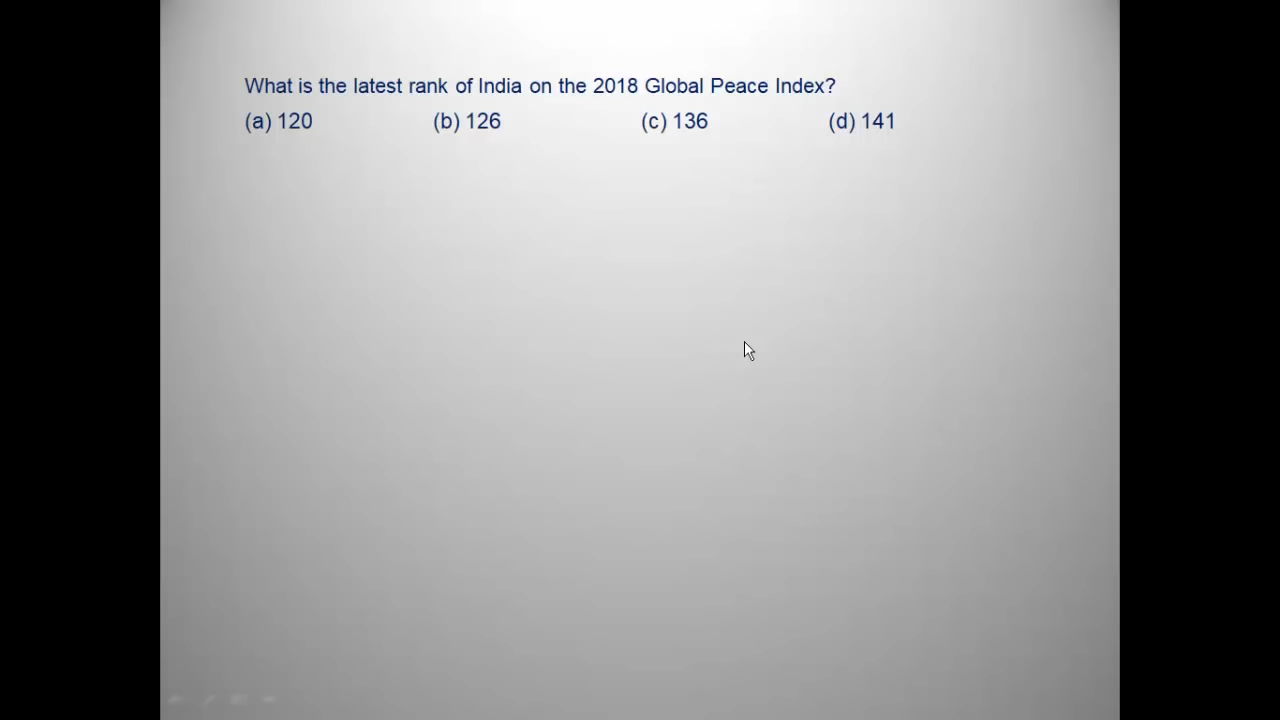 What is the latest rank of India on the 2018 Global Peace Index?
(a) 120 (b) 126 (c) 136 (d) 141